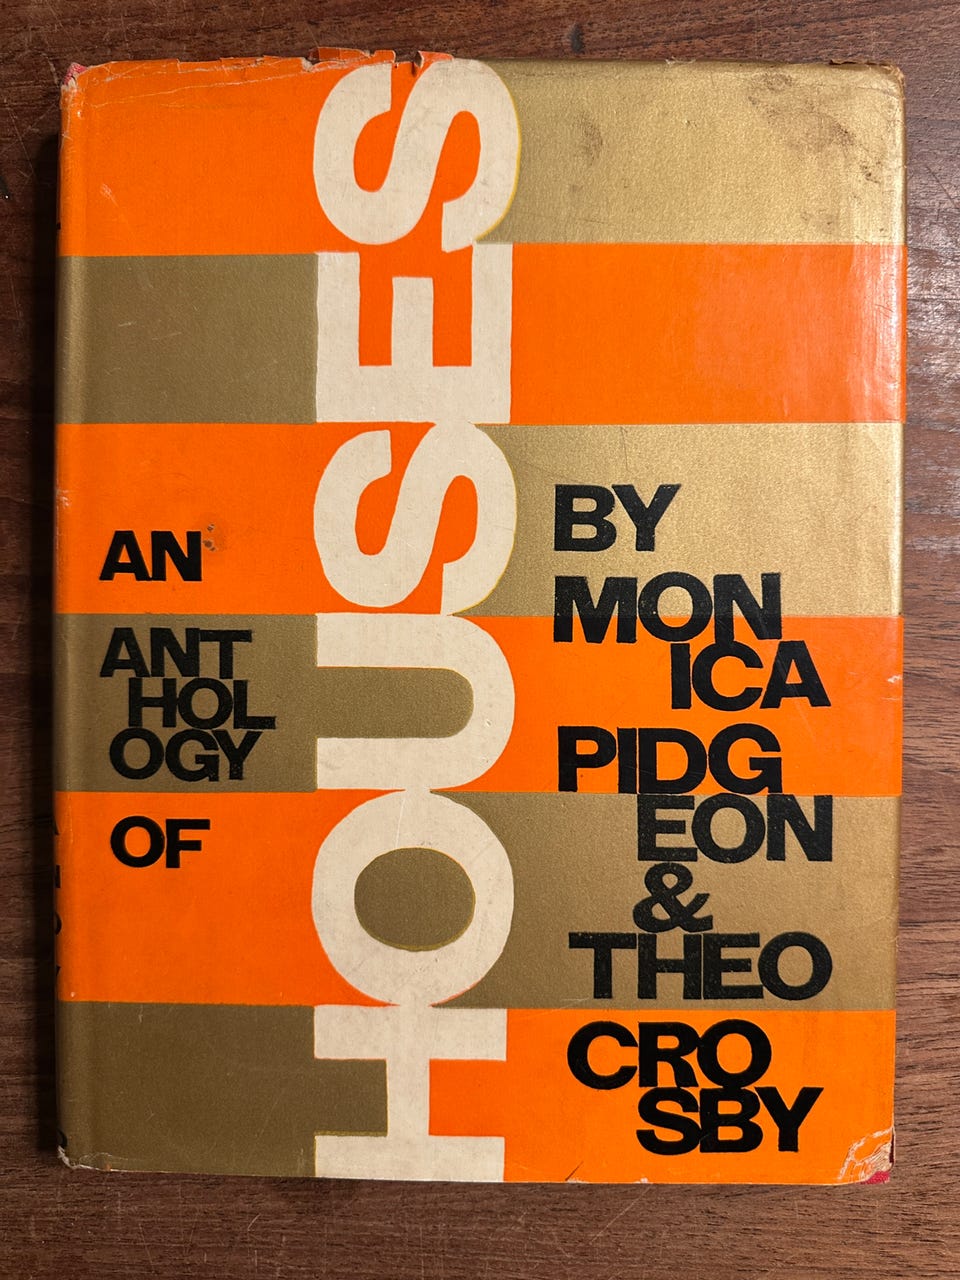 AN
ANT
HOL
OGY
OF
HOUSES
BY
MON
ICA
PIDG
EON
&
THEO
CRO
SBY